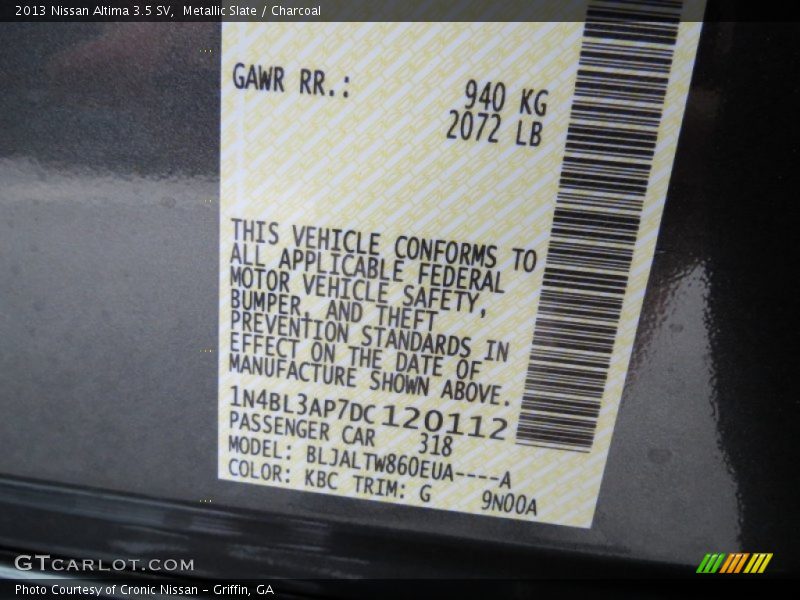 2013 Nissan Altima 3.5 SV,  Metallic Slate / Charcoal
GAWR RR.: 940 KG
2072 LB
THIS VEHICLE CONFORMS TO
ALL APPLICABLE FEDERAL
MOTOR VEHICLE SAFETY,
BUMPER, AND THEFT
PREVENTION STANDARDS IN
EFFECT ON THE DATE OF
MANUFACTURE SHOWN ABOVE.
1N4BL3AP7DC120112
PASSENGER CAR 318
MODEL: BLJALTW860EUA----A
COLOR: KBC TRIM: G 9N00A
GTCARLOT.COM
Photo Courtesy of Cronic Nissan – Griffin, GA